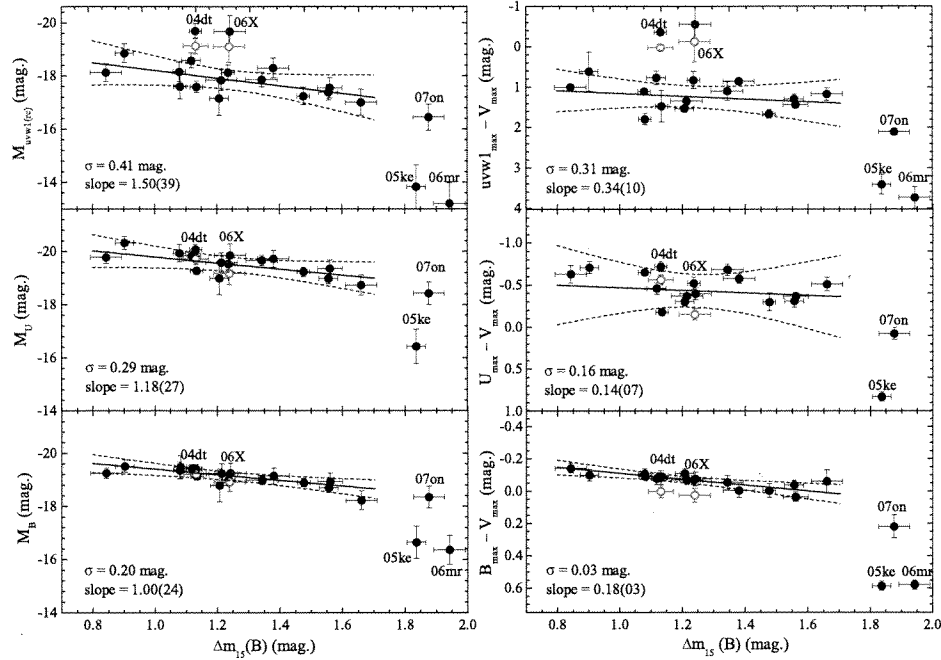 M_uvw1(rc) (mag.)
-20
-18
-16
-14
04dt
06X
07on
05ke
06mr
σ = 0.41 mag.
slope = 1.50(39)
uvw1_max - V_max (mag.)
-1
0
1
2
3
4
04dt
06X
07on
05ke
06mr
σ = 0.31 mag.
slope = 0.34(10)
M_U (mag.)
-20
-18
-16
-14
04dt
06X
07on
05ke
σ = 0.29 mag.
slope = 1.18(27)
U_max - V_max (mag.)
-1.0
-0.5
0.0
0.5
1.0
04dt
06X
07on
05ke
σ = 0.16 mag.
slope = 0.14(07)
M_B (mag.)
-20
-18
-16
-14
04dt
06X
07on
05ke
06mr
σ = 0.20 mag.
slope = 1.00(24)
B_max - V_max (mag.)
-0.4
-0.2
0.0
0.2
0.4
0.6
04dt
06X
07on
05ke
06mr
σ = 0.03 mag.
slope = 0.18(03)
0.8 1.0 1.2 1.4 1.6 1.8 2.0
0.8 1.0 1.2 1.4 1.6 1.8 2.0
Δm_15(B) (mag.)
Δm_15(B) (mag.)